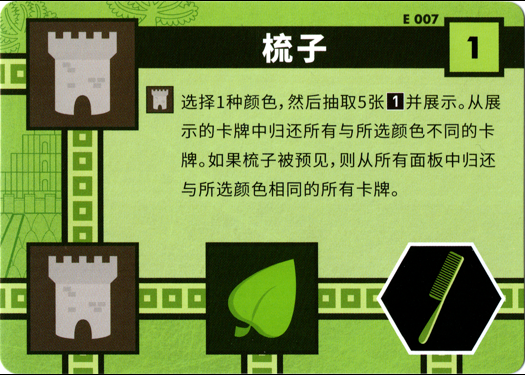 E 007
梳子
1
选择1种颜色，然后抽取5张1并展示。从展
示的卡牌中归还所有与所选颜色不同的卡
牌。如果梳子被预见，则从所有面板中归还
与所选颜色相同的所有卡牌。